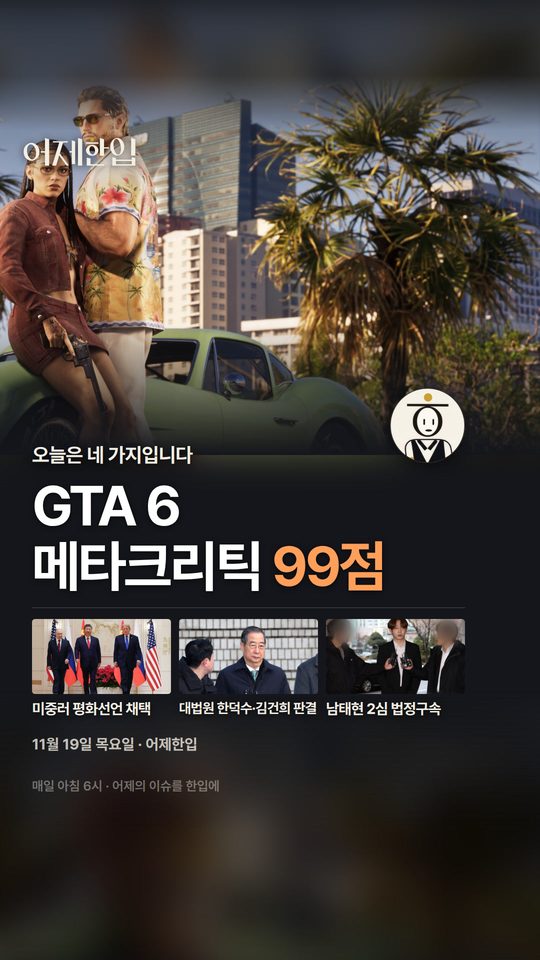 어제한입
오늘은 네 가지입니다
GTA 6
메타크리틱 99점
미중러 평화선언 채택
대법원 한덕수·김건희 판결
남태현 2심 법정구속
11월 19일 목요일 · 어제한입
매일 아침 6시 · 어제의 이슈를 한입에